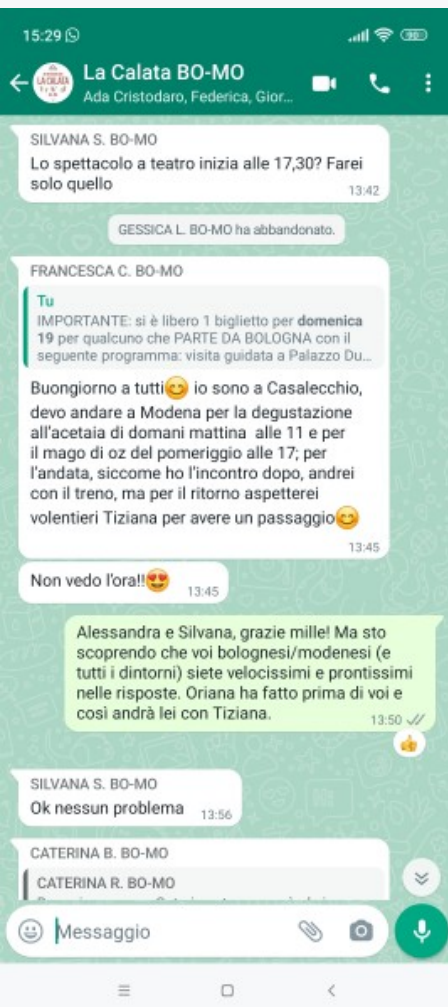 15:29
90
La Calata BO-MO
Ada Cristodaro, Federica, Gior...
SILVANA S. BO-MO
Lo spettacolo a teatro inizia alle 17,30? Farei
solo quello
13:42
GESSICA L. BO-MO ha abbandonato.
FRANCESCA C. BO-MO
Tu
IMPORTANTE: si è libero 1 biglietto per domenica
19 per qualcuno che PARTE DA BOLOGNA con il
seguente programma: visita guidata a Palazzo Du...
Buongiorno a tutti😊 io sono a Casalecchio,
devo andare a Modena per la degustazione
all'acetaia di domani mattina alle 11 e per
il mago di oz del pomeriggio alle 17; per
l'andata, siccome ho l'incontro dopo, andrei
con il treno, ma per il ritorno aspetterei
volentieri Tiziana per avere un passaggio😊
13:45
Non vedo l'ora!!😍
13:45
Alessandra e Silvana, grazie mille! Ma sto
scoprendo che voi bolognesi/modenesi (e
tutti i dintorni) siete velocissimi e prontissimi
nelle risposte. Oriana ha fatto prima di voi e
così andrà lei con Tiziana.
13:50
SILVANA S. BO-MO
Ok nessun problema
13:56
CATERINA B. BO-MO
CATERINA R. BO-MO
Messaggio